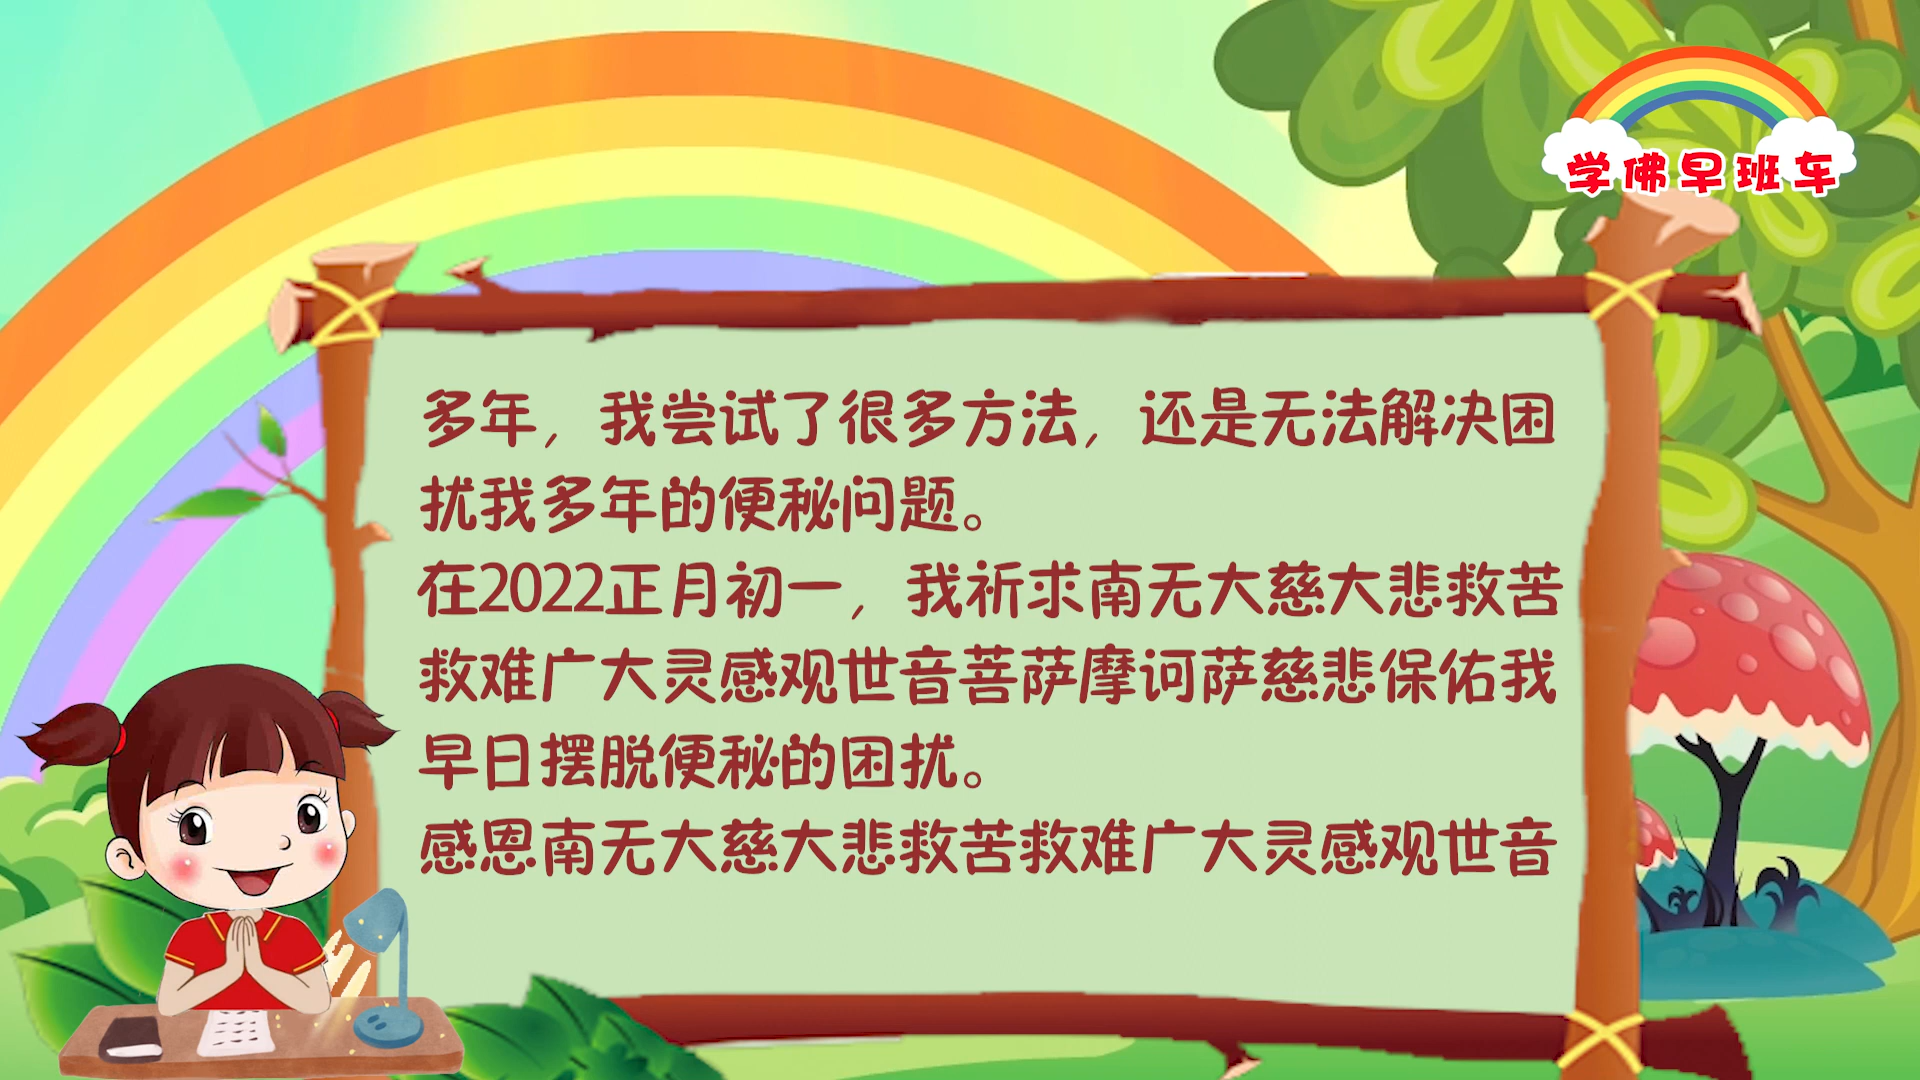 学佛早班车
多年，我尝试了很多方法，还是无法解决困
扰我多年的便秘问题。
在2022正月初一，我祈求南无大慈大悲救苦
救难广大灵感观世音菩萨摩诃萨慈悲保佑我
早日摆脱便秘的困扰。
感恩南无大慈大悲救苦救难广大灵感观世音